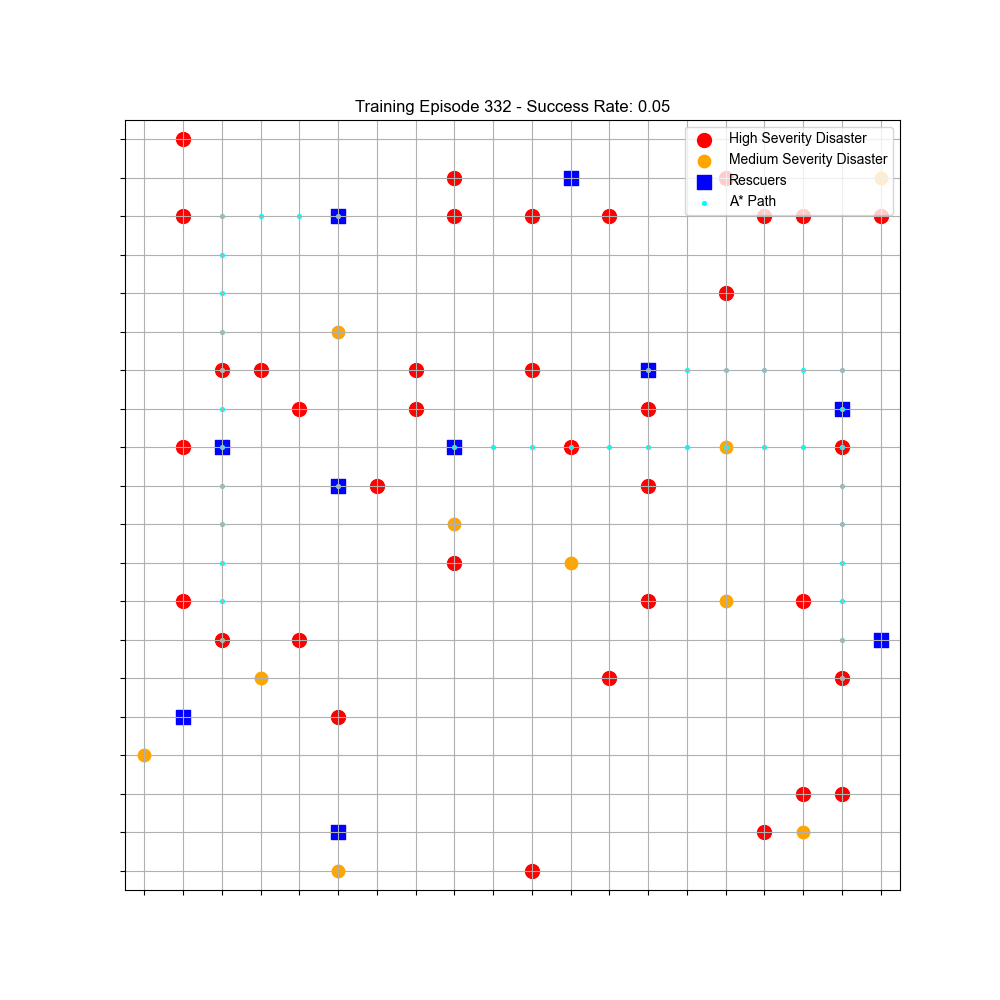 Training Episode 332 - Success Rate: 0.05
High Severity Disaster
Medium Severity Disaster
Rescuers
A* Path